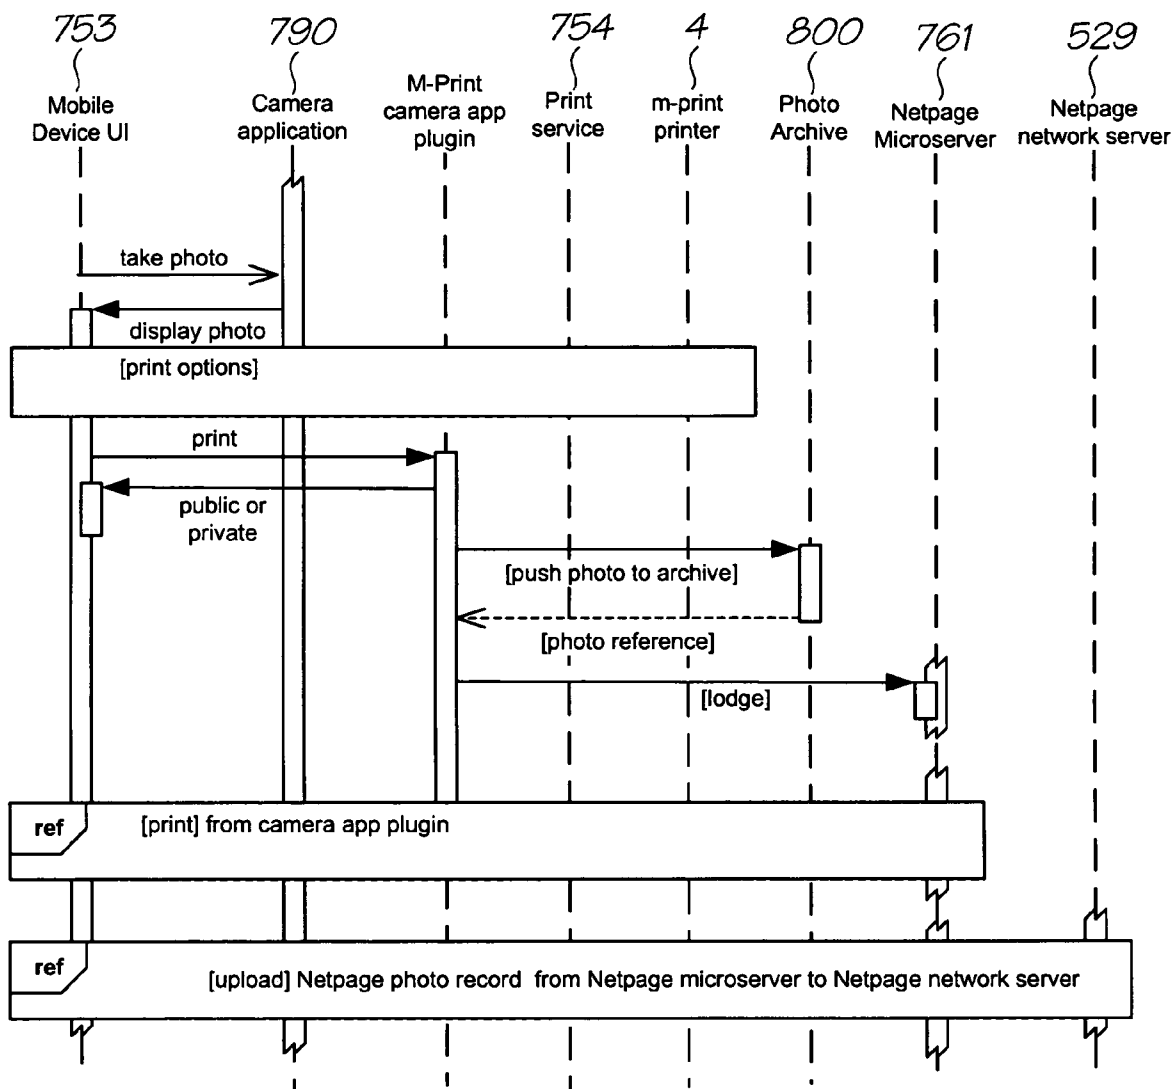 753 790 754 4 800 761 529
Mobile
Device UI
Camera
application
M-Print
camera app
plugin
Print
service
m-print
printer
Photo
Archive
Netpage
Microserver
Netpage
network server
take photo
display photo
[print options]
print
public or
private
[push photo to archive]
[photo reference]
[lodge]
ref
[print] from camera app plugin
ref
[upload] Netpage photo record from Netpage microserver to Netpage network server